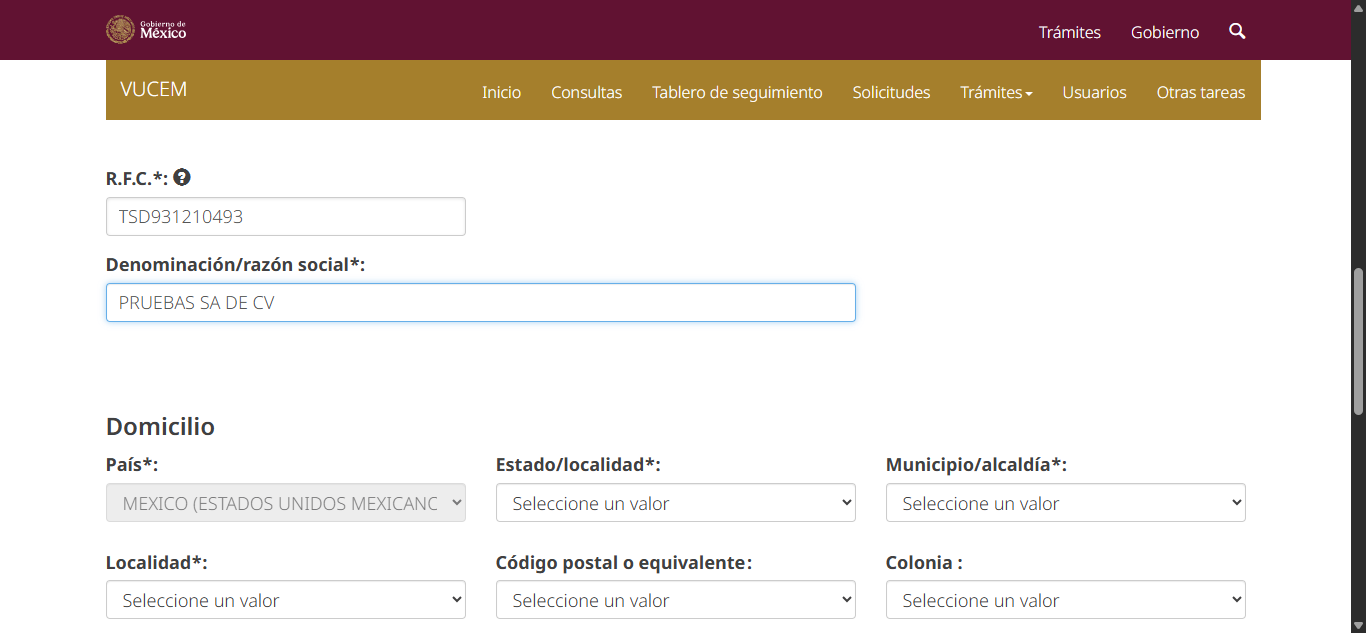 Gobierno de
México
Trámites Gobierno
VUCEM
Inicio Consultas Tablero de seguimiento Solicitudes Trámites Usuarios Otras tareas
R.F.C.*: ?
TSD931210493
Denominación/razón social*:
PRUEBAS SA DE CV
Domicilio
País*: Estado/localidad*: Municipio/alcaldía*:
MEXICO (ESTADOS UNIDOS MEXICANO Seleccione un valor Seleccione un valor
Localidad*: Código postal o equivalente: Colonia :
Seleccione un valor Seleccione un valor Seleccione un valor